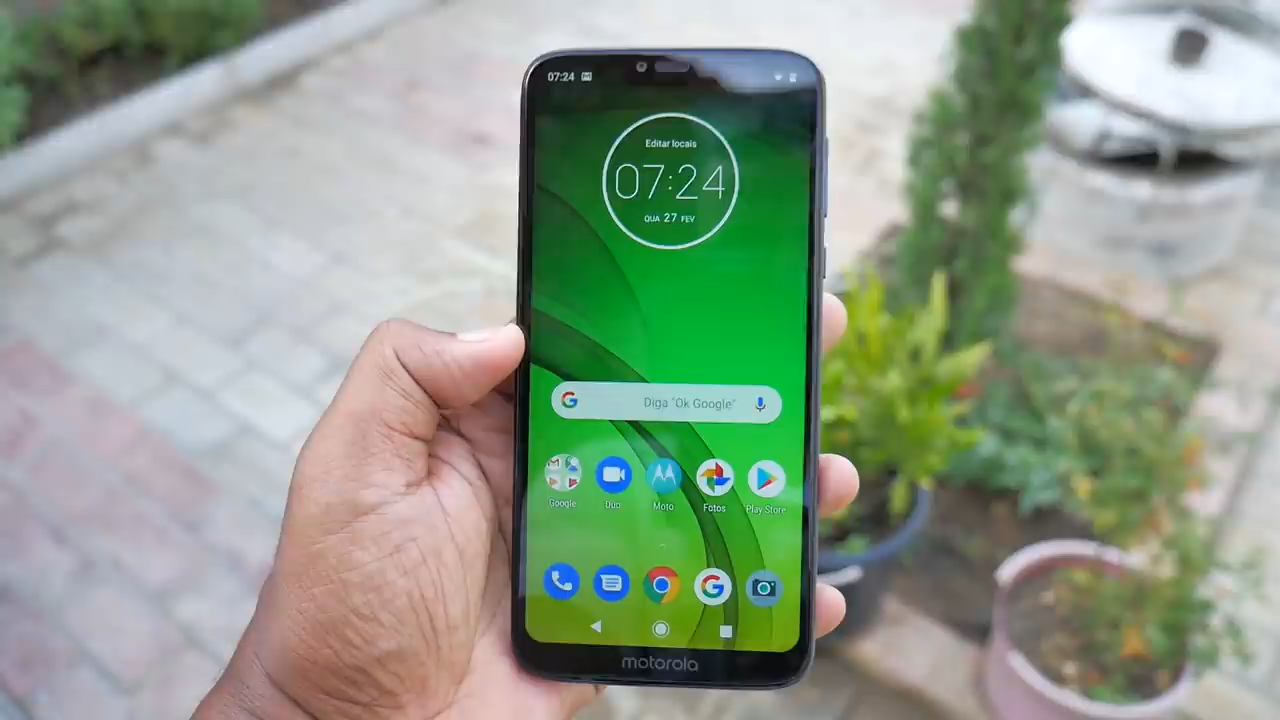 07:24
Editar locais
07:24
QUA 27 FEV
Diga "Ok Google"
Google
Duo
Moto
Fotos
Play Store
motorola